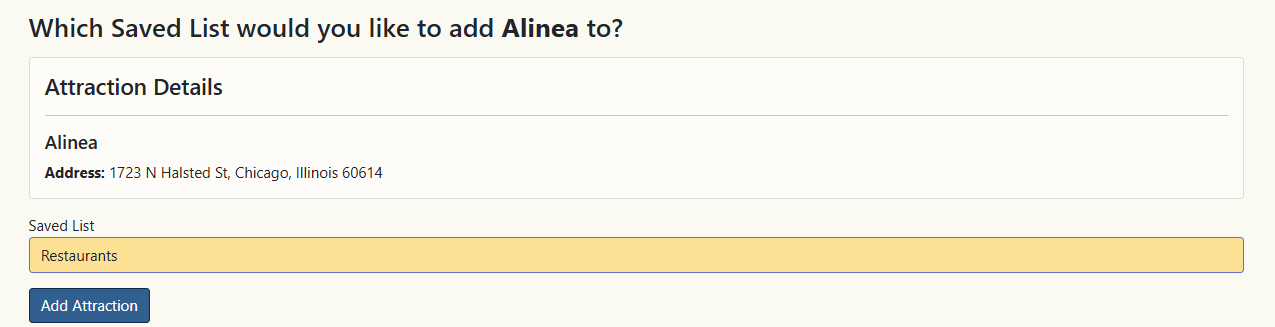 Which Saved List would you like to add Alinea to?
Attraction Details
Alinea
Address: 1723 N Halsted St, Chicago, Illinois 60614
Saved List
Restaurants
Add Attraction